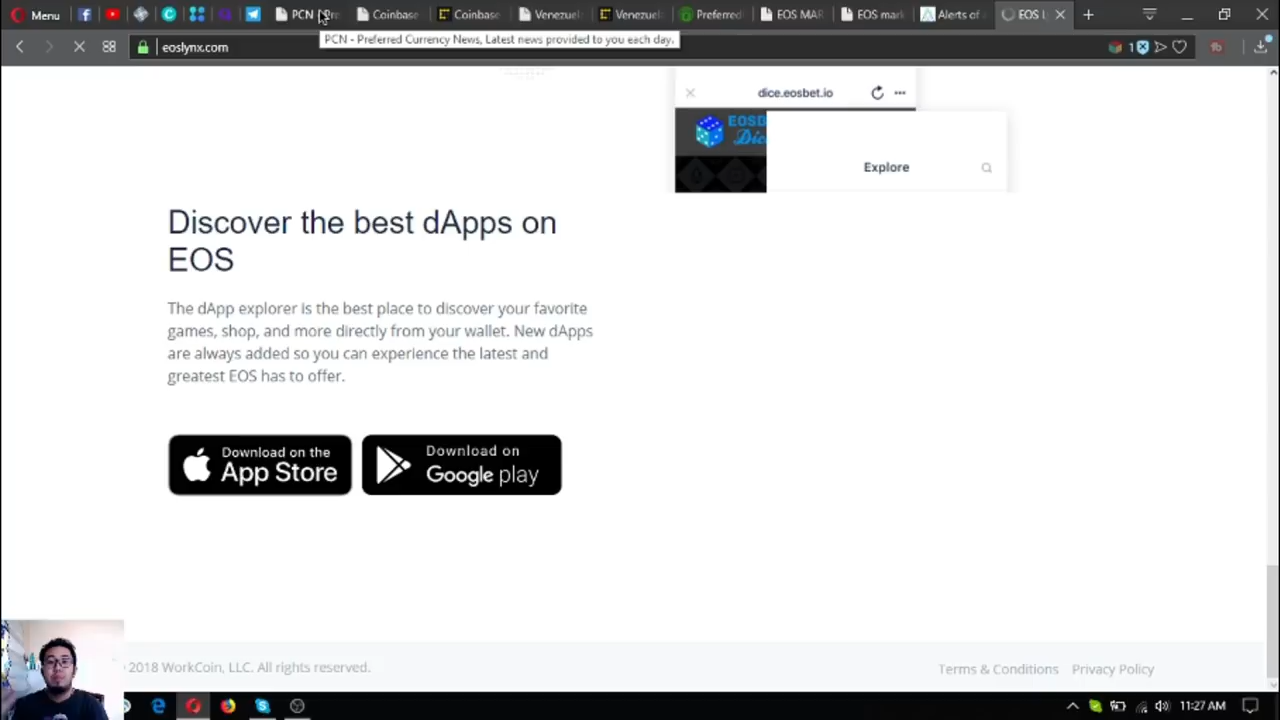 Menu
PCN
Coinbase
Coinbase
Venezuel
Venezuel
Preferred
EOS MAR
EOS mark
Alerts of
EOS L
eoslynx.com
1
PCN - Preferred Currency News, Latest news provided to you each day.
dice.eosbet.io
EOSB
Dic
Explore
Discover the best dApps on
EOS
The dApp explorer is the best place to discover your favorite
games, shop, and more directly from your wallet. New dApps
are always added so you can experience the latest and
greatest EOS has to offer.
Download on the
App Store
Download on
Google play
2018 WorkCoin, LLC. All rights reserved.
Terms & Conditions
Privacy Policy
11:27 AM